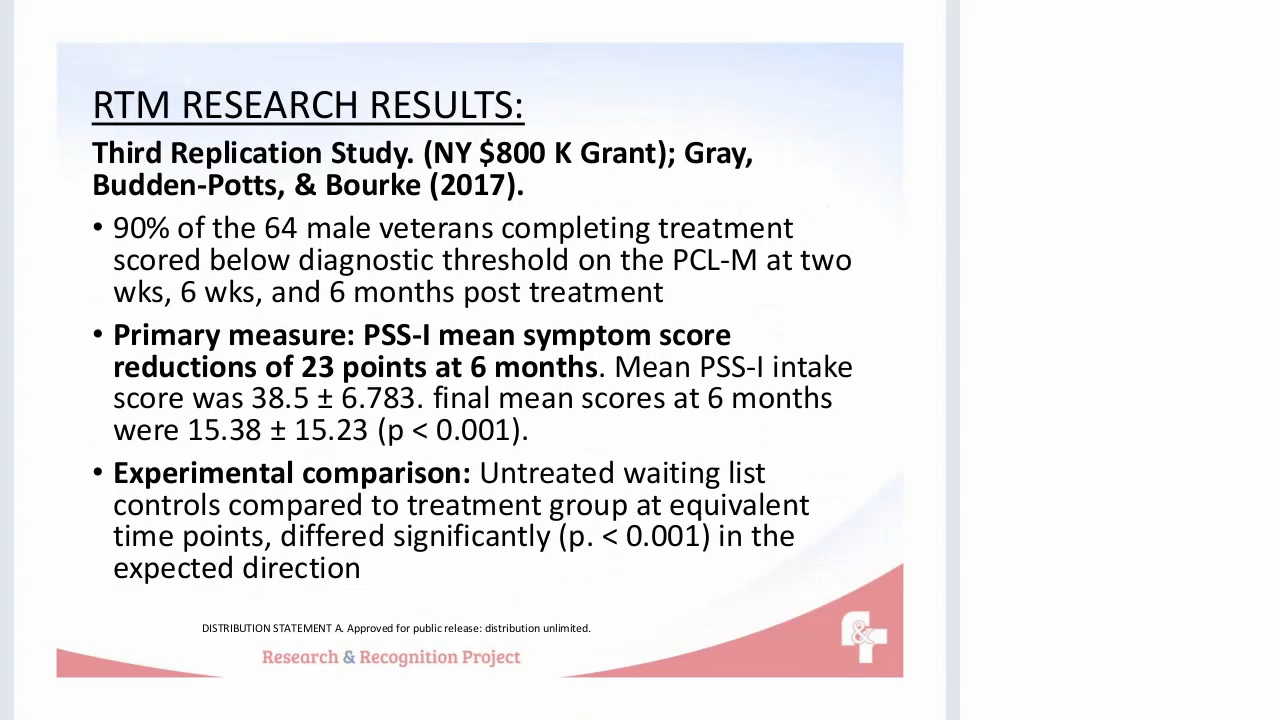 RTM RESEARCH RESULTS:
Third Replication Study. (NY $800 K Grant); Gray,
Budden-Potts, & Bourke (2017).
• 90% of the 64 male veterans completing treatment
scored below diagnostic threshold on the PCL-M at two
wks, 6 wks, and 6 months post treatment
• Primary measure: PSS-I mean symptom score
reductions of 23 points at 6 months. Mean PSS-I intake
score was 38.5 ± 6.783. final mean scores at 6 months
were 15.38 ± 15.23 (p < 0.001).
• Experimental comparison: Untreated waiting list
controls compared to treatment group at equivalent
time points, differed significantly (p. < 0.001) in the
expected direction
DISTRIBUTION STATEMENT A. Approved for public release: distribution unlimited.
Research & Recognition Project